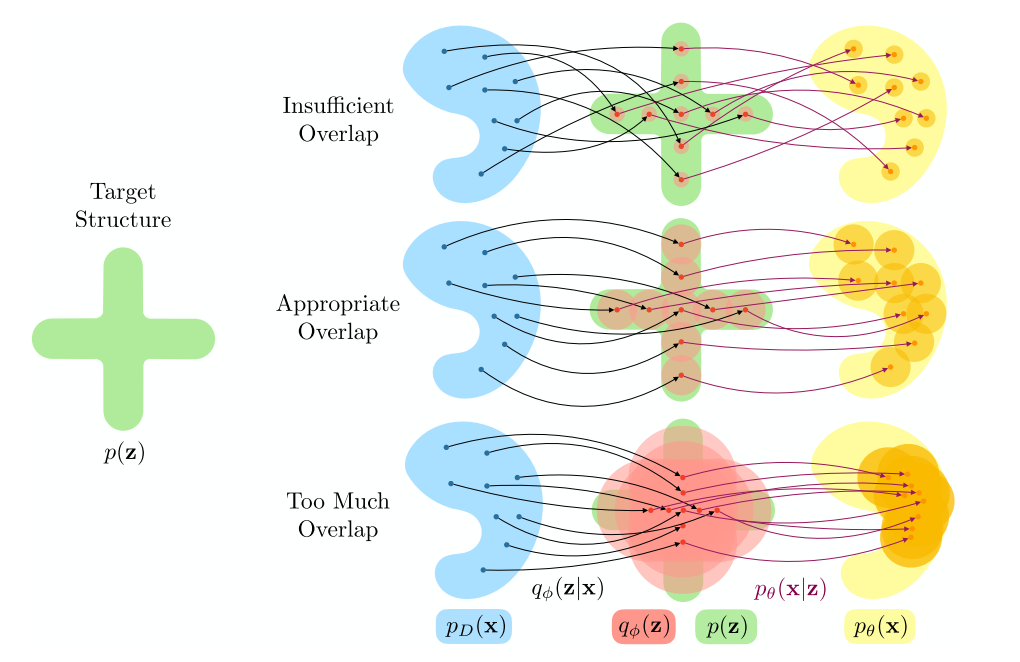 Insufficient
Overlap
Target
Structure
p(z)
Appropriate
Overlap
Too Much
Overlap
qϕ(z|x)
pθ(x|z)
pD(x)
qϕ(z)
p(z)
pθ(x)